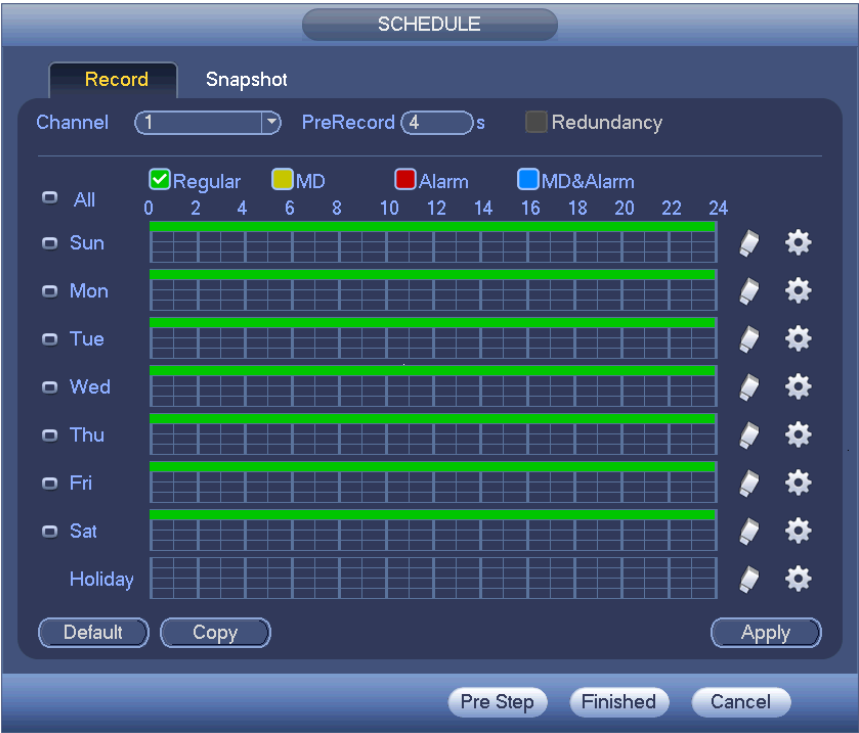 SCHEDULE
Record Snapshot
Channel 1 PreRecord 4 s Redundancy
All Regular MD Alarm MD&Alarm
0 2 4 6 8 10 12 14 16 18 20 22 24
Sun
Mon
Tue
Wed
Thu
Fri
Sat
Holiday
Default Copy Apply
Pre Step Finished Cancel